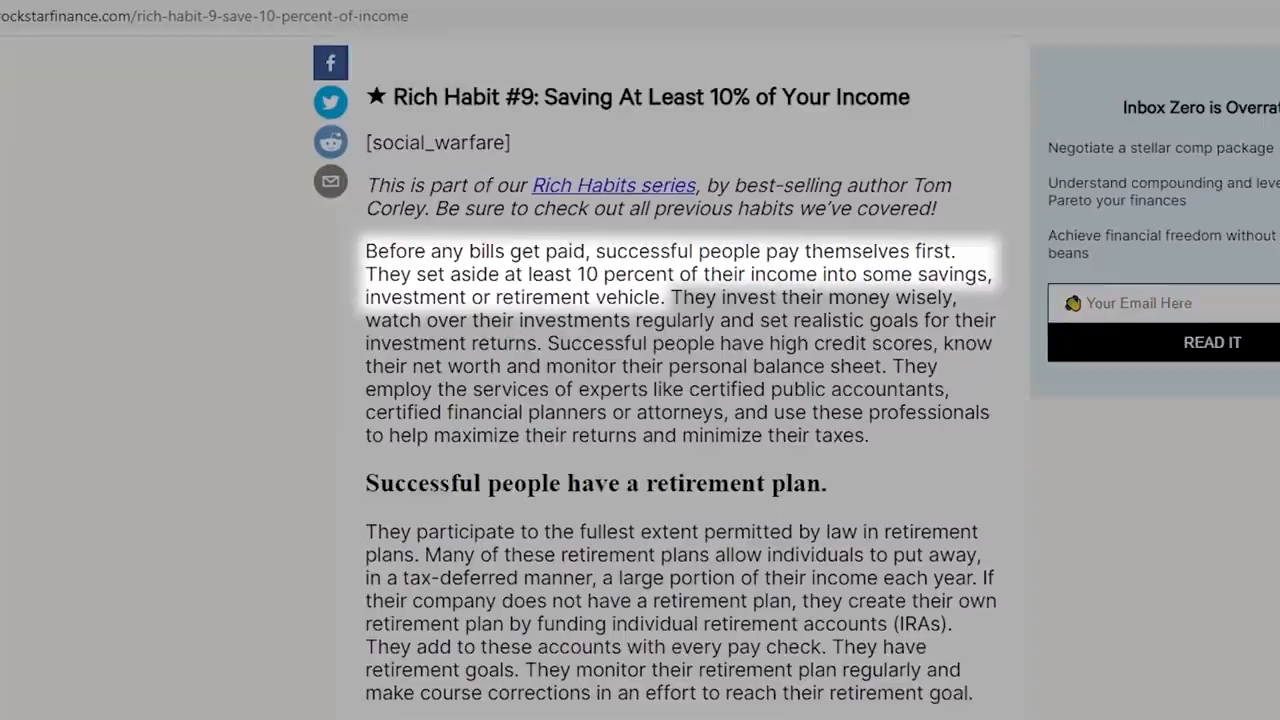 rockstarfinance.com/rich-habit-9-save-10-percent-of-income
★ Rich Habit #9: Saving At Least 10% of Your Income
[social_warfare]
This is part of our Rich Habits series, by best-selling author Tom
Corley. Be sure to check out all previous habits we've covered!
Before any bills get paid, successful people pay themselves first.
They set aside at least 10 percent of their income into some savings,
investment or retirement vehicle. They invest their money wisely,
watch over their investments regularly and set realistic goals for their
investment returns. Successful people have high credit scores, know
their net worth and monitor their personal balance sheet. They
employ the services of experts like certified public accountants,
certified financial planners or attorneys, and use these professionals
to help maximize their returns and minimize their taxes.
Successful people have a retirement plan.
They participate to the fullest extent permitted by law in retirement
plans. Many of these retirement plans allow individuals to put away,
in a tax-deferred manner, a large portion of their income each year. If
their company does not have a retirement plan, they create their own
retirement plan by funding individual retirement accounts (IRAs).
They add to these accounts with every pay check. They have
retirement goals. They monitor their retirement plan regularly and
make course corrections in an effort to reach their retirement goal.
Inbox Zero is Overra
Negotiate a stellar comp package
Understand compounding and leve
Pareto your finances
Achieve financial freedom without
beans
Your Email Here
READ IT